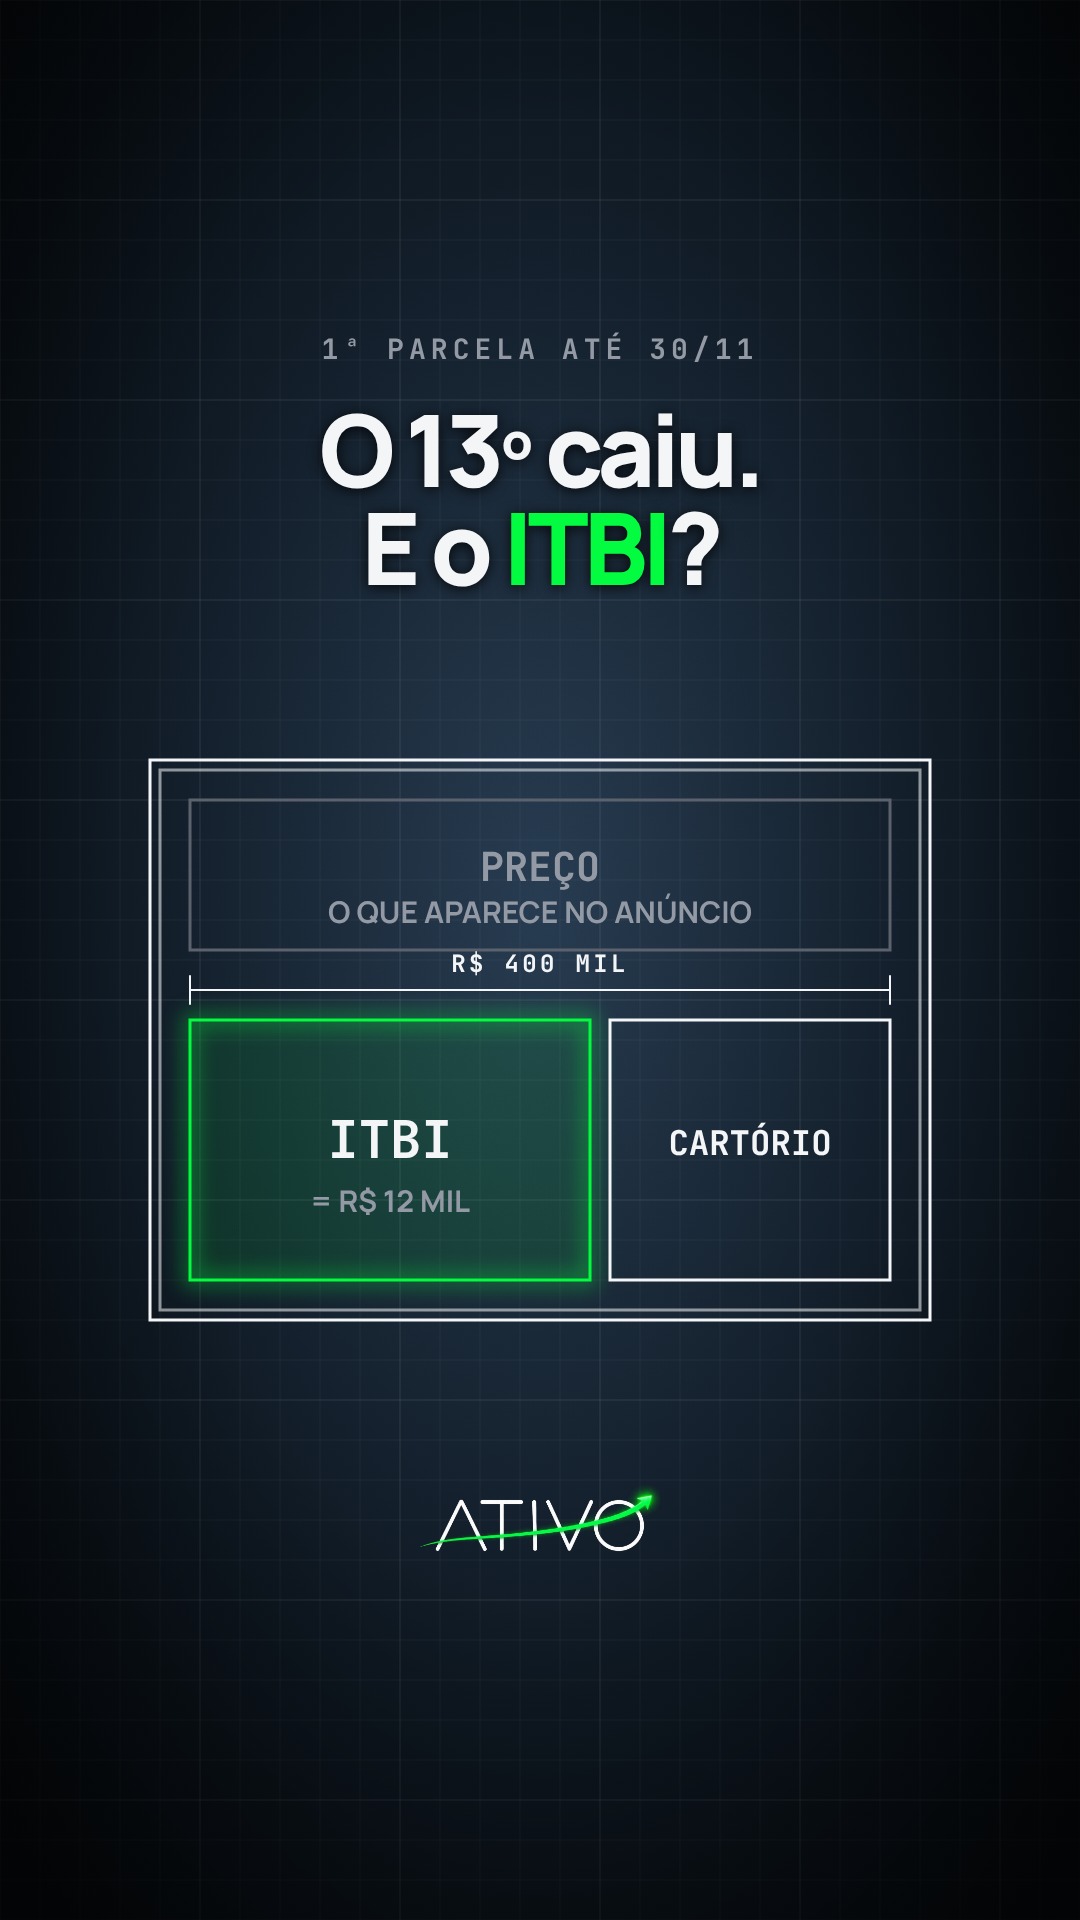 1ª PARCELA ATÉ 30/11
O 13º caiu.
E o ITBI?
PREÇO
O QUE APARECE NO ANÚNCIO
R$ 400 MIL
ITBI
= R$ 12 MIL
CARTÓRIO
ATIVO